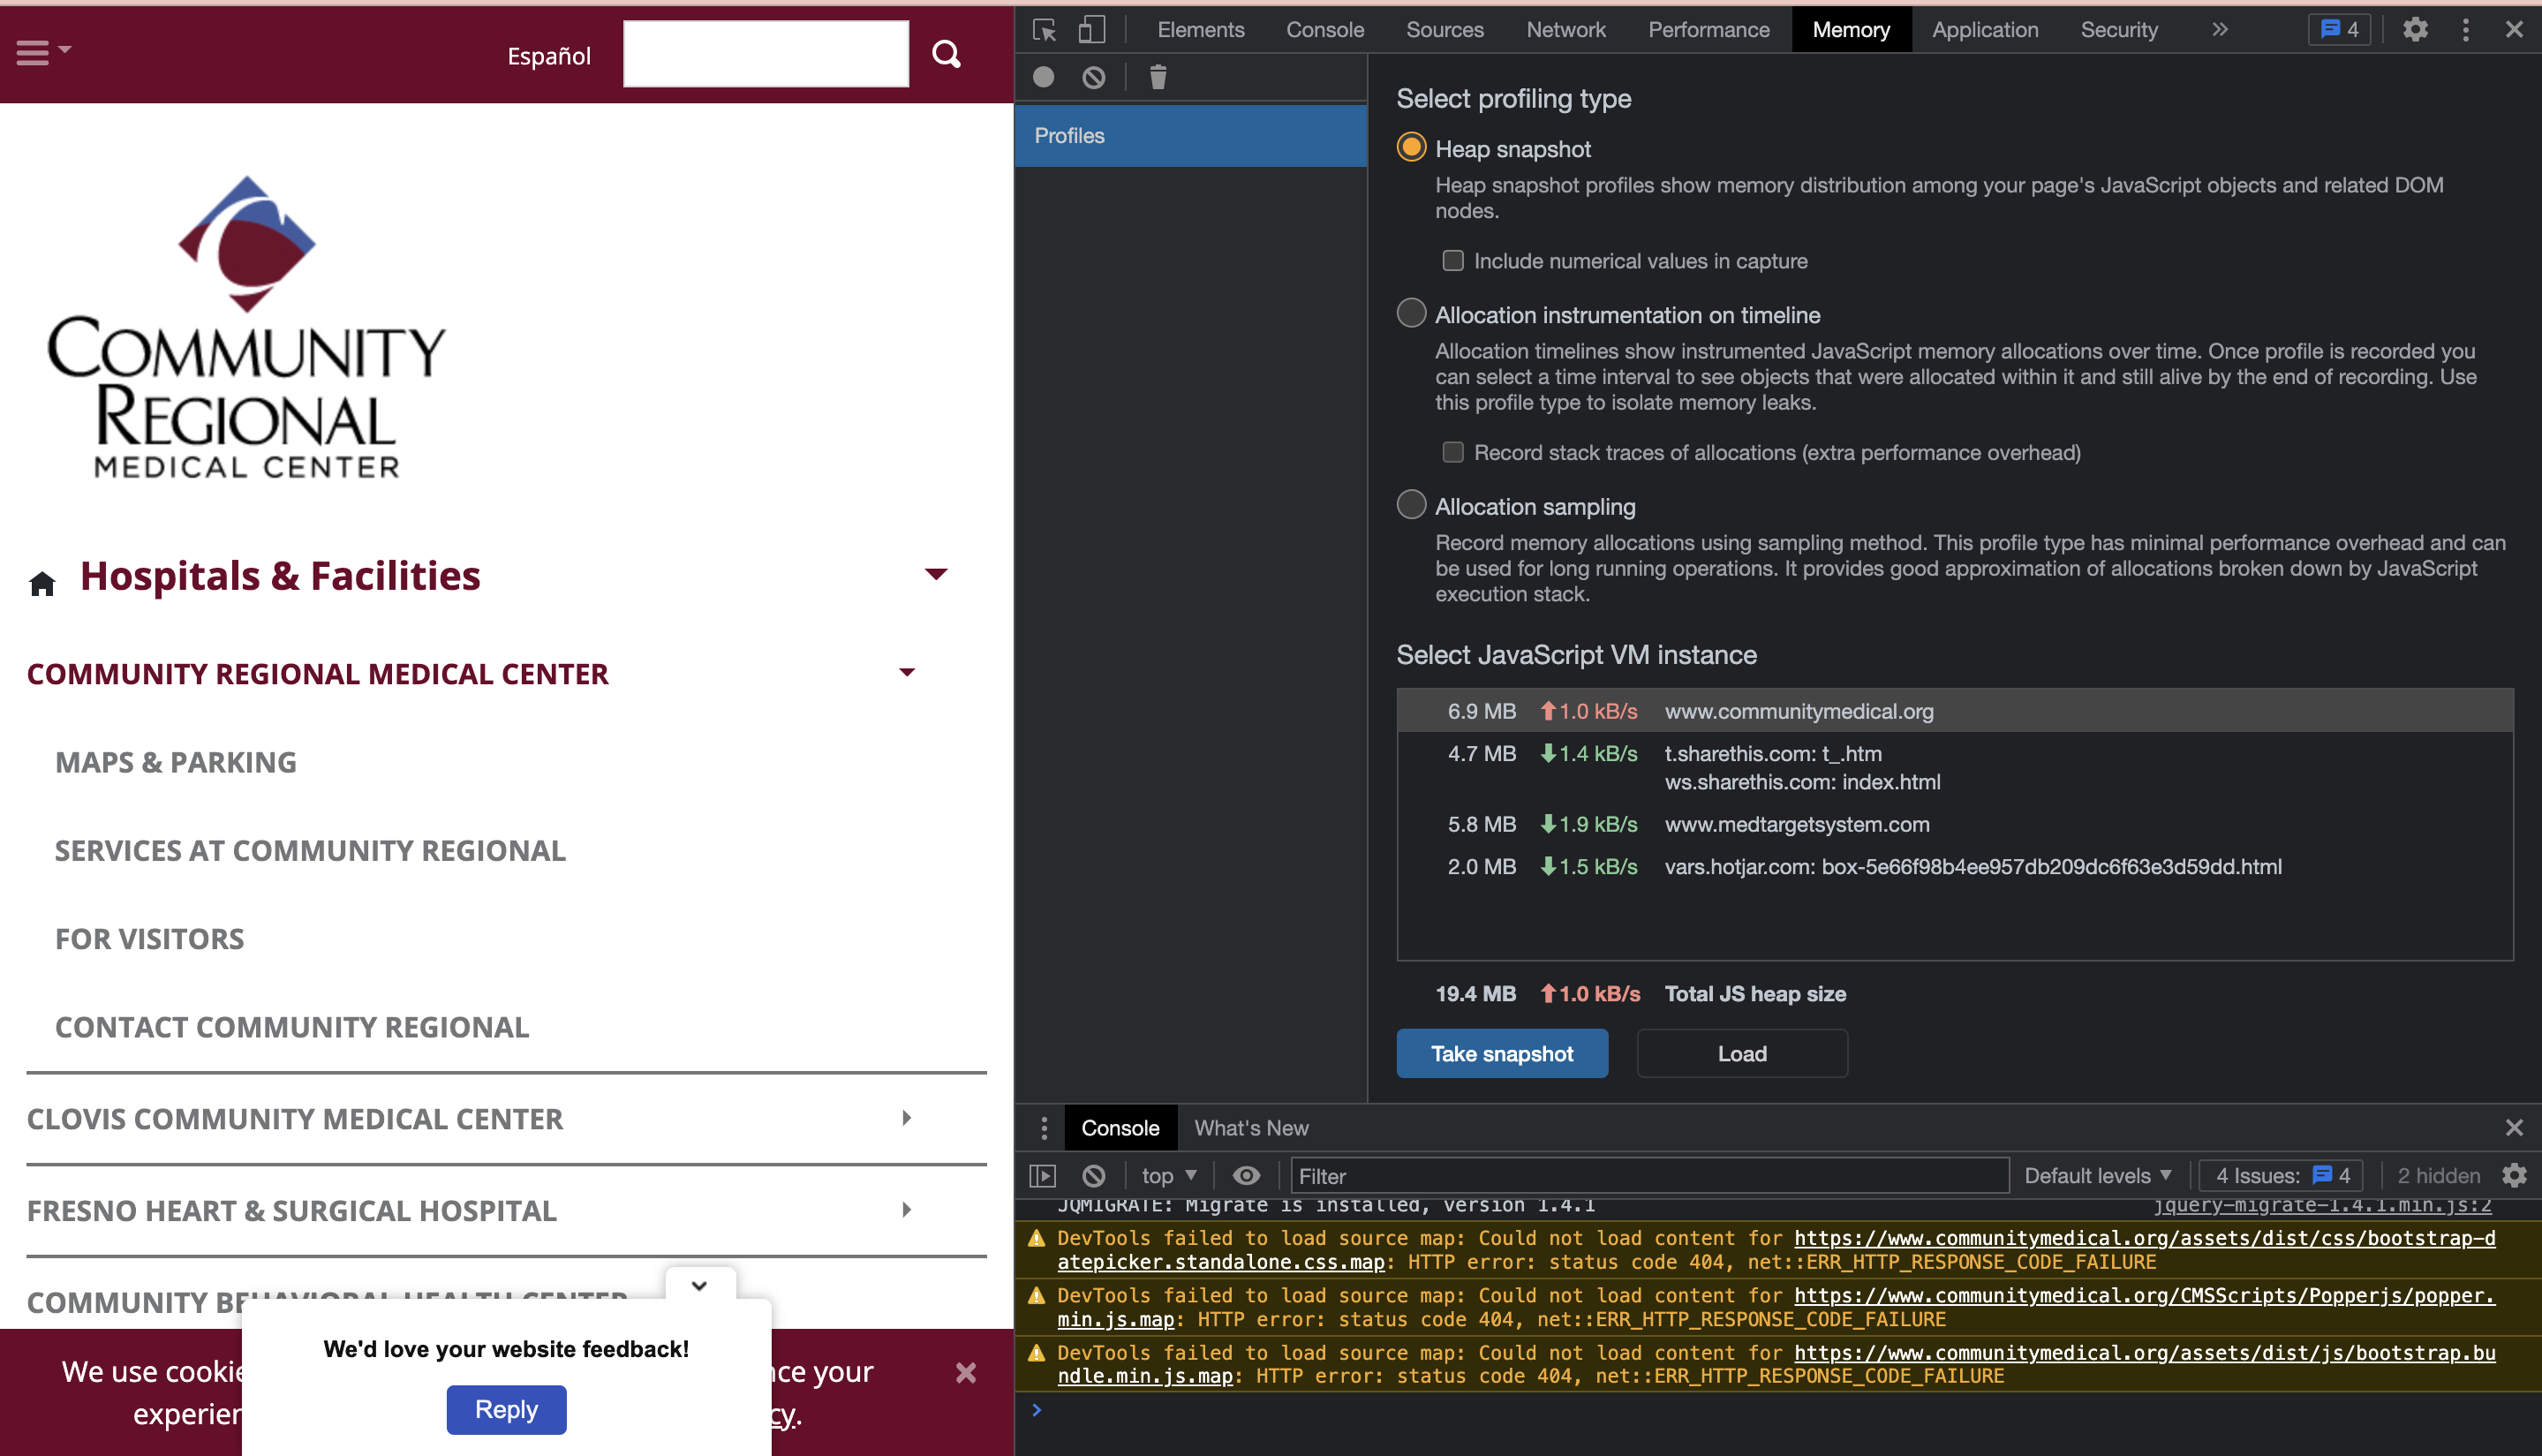 Español
COMMUNITY
REGIONAL
MEDICAL CENTER
Hospitals & Facilities
COMMUNITY REGIONAL MEDICAL CENTER
MAPS & PARKING
SERVICES AT COMMUNITY REGIONAL
FOR VISITORS
CONTACT COMMUNITY REGIONAL
CLOVIS COMMUNITY MEDICAL CENTER
FRESNO HEART & SURGICAL HOSPITAL
COMMUNITY BEHAVIORAL HEALTH CENTER
We use cookie
nce your
experien
cy.
We'd love your website feedback!
Reply
Elements Console Sources Network Performance Memory Application Security » 4
Profiles
Select profiling type
Heap snapshot
Heap snapshot profiles show memory distribution among your page's JavaScript objects and related DOM
nodes.
Include numerical values in capture
Allocation instrumentation on timeline
Allocation timelines show instrumented JavaScript memory allocations over time. Once profile is recorded you
can select a time interval to see objects that were allocated within it and still alive by the end of recording. Use
this profile type to isolate memory leaks.
Record stack traces of allocations (extra performance overhead)
Allocation sampling
Record memory allocations using sampling method. This profile type has minimal performance overhead and can
be used for long running operations. It provides good approximation of allocations broken down by JavaScript
execution stack.
Select JavaScript VM instance
6.9 MB 1.0 kB/s www.communitymedical.org
4.7 MB 1.4 kB/s t.sharethis.com: t_.htm
ws.sharethis.com: index.html
5.8 MB 1.9 kB/s www.medtargetsystem.com
2.0 MB 1.5 kB/s vars.hotjar.com: box-5e66f98b4ee957db209dc6f63e3d59dd.html
19.4 MB 1.0 kB/s Total JS heap size
Take snapshot Load
Console What's New
top Filter Default levels 4 Issues: 4 2 hidden
JQMIGRATE: Migrate is installed, version 1.4.1 jquery-migrate-1.4.1.min.js:2
DevTools failed to load source map: Could not load content for https://www.communitymedical.org/assets/dist/css/bootstrap-d
atepicker.standalone.css.map: HTTP error: status code 404, net::ERR_HTTP_RESPONSE_CODE_FAILURE
DevTools failed to load source map: Could not load content for https://www.communitymedical.org/CMSScripts/Popperjs/popper.
min.js.map: HTTP error: status code 404, net::ERR_HTTP_RESPONSE_CODE_FAILURE
DevTools failed to load source map: Could not load content for https://www.communitymedical.org/assets/dist/js/bootstrap.bu
ndle.min.js.map: HTTP error: status code 404, net::ERR_HTTP_RESPONSE_CODE_FAILURE